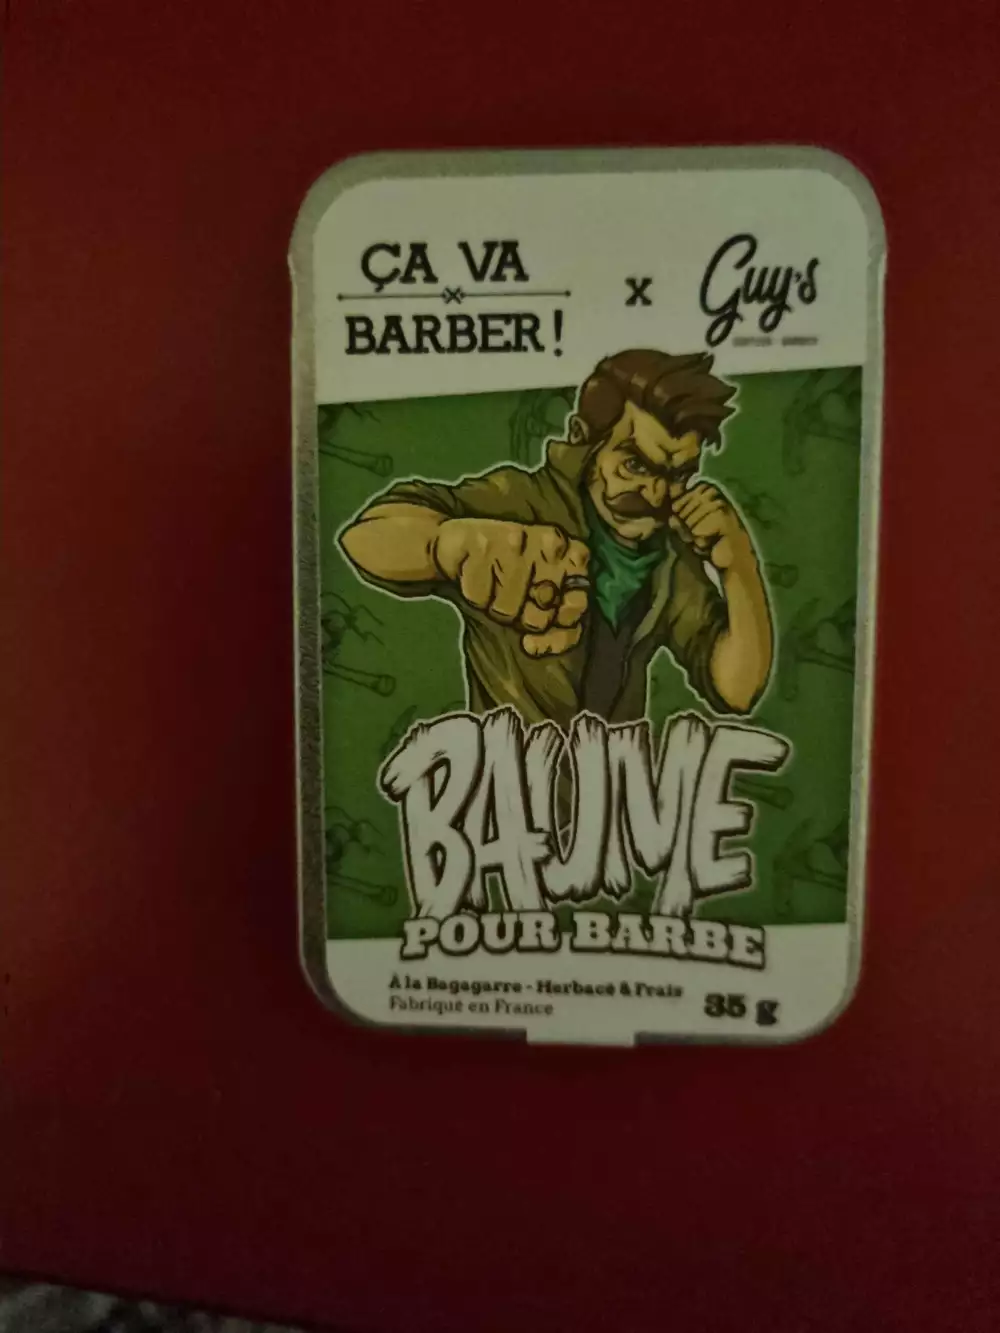 ÇA VA
BARBER!
x
Guy's
BAUME
POUR BARBE
À la Bagagarre - Herbacé & Frais
Fabriqué en France
35 g